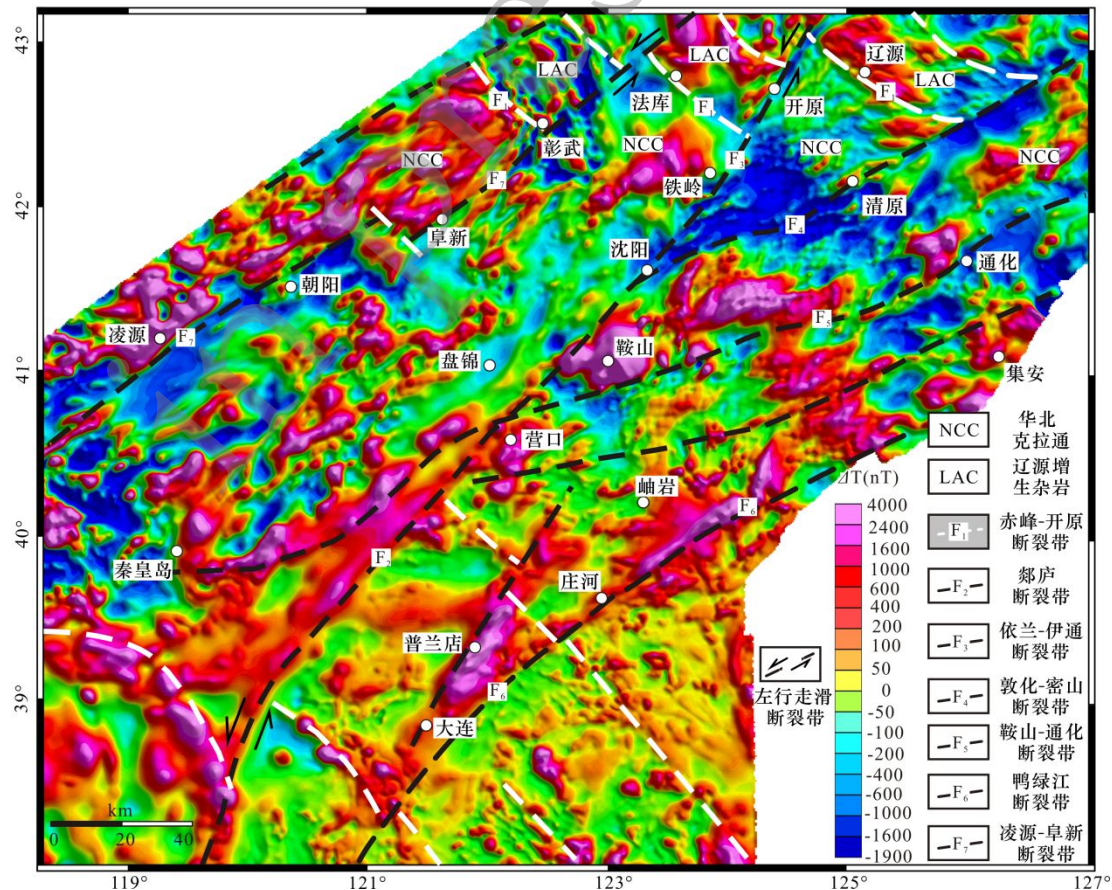 43°
42°
41°
40°
39°
119°
121°
123°
125°
127°
LAC
LAC
辽源
LAC
F₁
法库
F₁
开原
F₁
彰武
NCC
NCC
NCC
NCC
F₃
F₇
铁岭
清原
阜新
F₄
沈阳
通化
朝阳
凌源
F₇
F₅
盘锦
鞍山
集安
营口
岫岩
F₆
秦皇岛
F₂
庄河
普兰店
F₆
大连
km
0 20 40
左行走滑
断裂带
ΔT(nT)
4000
2400
1600
1000
600
400
200
100
50
0
-50
-100
-200
-400
-600
-1000
-1600
-1900
NCC 华北
克拉通
LAC 辽源增
生杂岩
F₁ 赤峰-开原
断裂带
F₂ 郯庐
断裂带
F₃ 依兰-伊通
断裂带
F₄ 敦化-密山
断裂带
F₅ 鞍山-通化
断裂带
F₆ 鸭绿江
断裂带
F₇ 凌源-阜新
断裂带